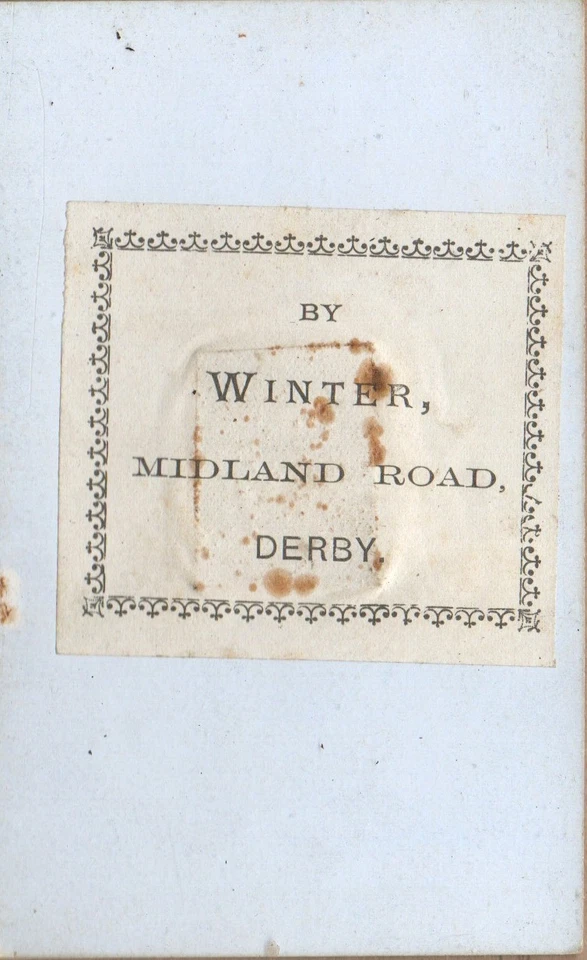 BY
WINTER,
MIDLAND ROAD,
DERBY.